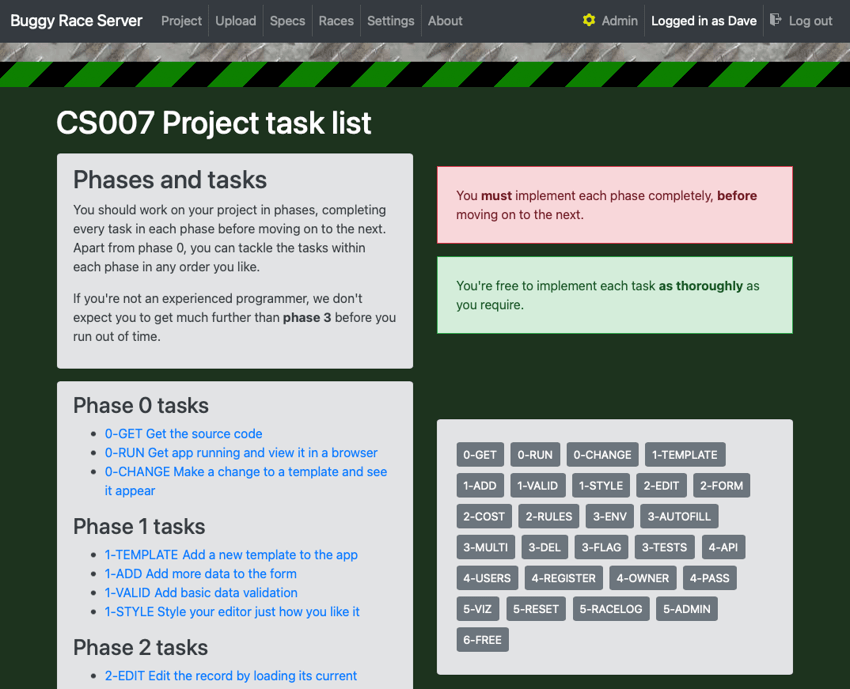 Buggy Race Server Project Upload Specs Races Settings About Admin Logged in as Dave Log out
CS007 Project task list
Phases and tasks
You should work on your project in phases, completing
every task in each phase before moving on to the next.
Apart from phase 0, you can tackle the tasks within
each phase in any order you like.
If you're not an experienced programmer, we don't
expect you to get much further than phase 3 before you
run out of time.
You must implement each phase completely, before
moving on to the next.
You're free to implement each task as thoroughly as
you require.
Phase 0 tasks
0-GET Get the source code
0-RUN Get app running and view it in a browser
0-CHANGE Make a change to a template and see
it appear
Phase 1 tasks
1-TEMPLATE Add a new template to the app
1-ADD Add more data to the form
1-VALID Add basic data validation
1-STYLE Style your editor just how you like it
Phase 2 tasks
2-EDIT Edit the record by loading its current
0-GET 0-RUN 0-CHANGE 1-TEMPLATE
1-ADD 1-VALID 1-STYLE 2-EDIT 2-FORM
2-COST 2-RULES 3-ENV 3-AUTOFILL
3-MULTI 3-DEL 3-FLAG 3-TESTS 4-API
4-USERS 4-REGISTER 4-OWNER 4-PASS
5-VIZ 5-RESET 5-RACELOG 5-ADMIN
6-FREE